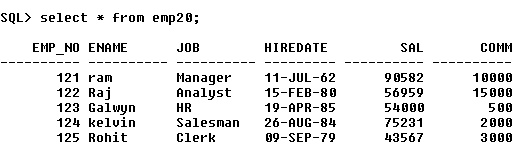 SQL> select * from emp20;
EMP_NO ENAME JOB HIREDATE SAL COMM
---------- ---------- ---------- --------- ---------- ----------
121 ram Manager 11-JUL-62 90582 10000
122 Raj Analyst 15-FEB-80 56959 15000
123 Galwyn HR 19-APR-85 54000 500
124 kelvin Salesman 26-AUG-84 75231 2000
125 Rohit Clerk 09-SEP-79 43567 3000